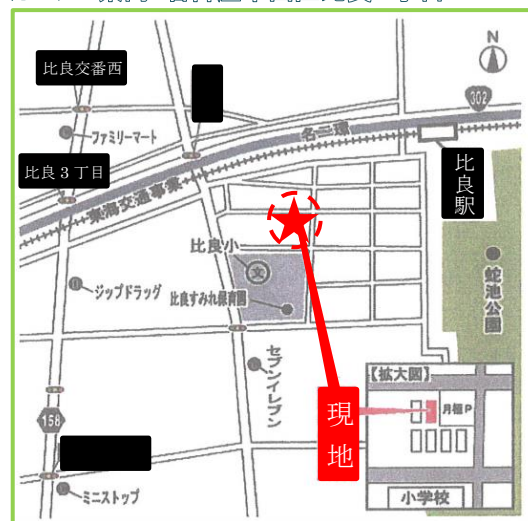 比良交番西
N
302
ファミリーマート
名二環
比良3丁目
比良駅
東海交通事業
比良小
文
蛇池公園
ジップドラッグ
比良すみれ保育園
セブンイレブン
【拡大図】
現地
月極P
158
ミニストップ
小学校